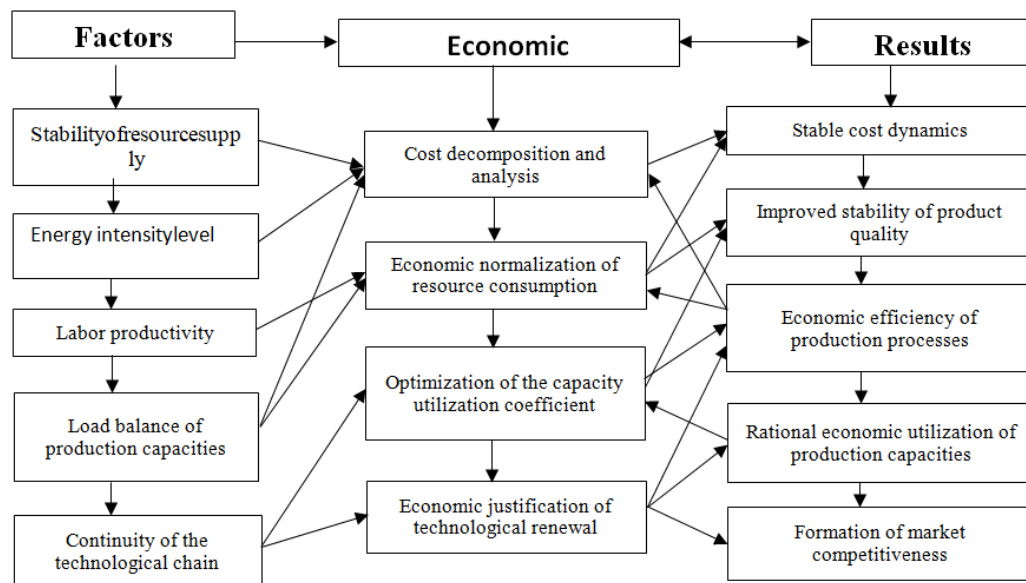 Factors
Economic
Results
Stabilityofresourcesupp
ly
Energy intensitylevel
Labor productivity
Load balance of
production capacities
Continuity of the
technological chain
Cost decomposition and
analysis
Economic normalization of
resource consumption
Optimization of the capacity
utilization coefficient
Economic justification of
technological renewal
Stable cost dynamics
Improved stability of product
quality
Economic efficiency of
production processes
Rational economic utilization of
production capacities
Formation of market
competitiveness